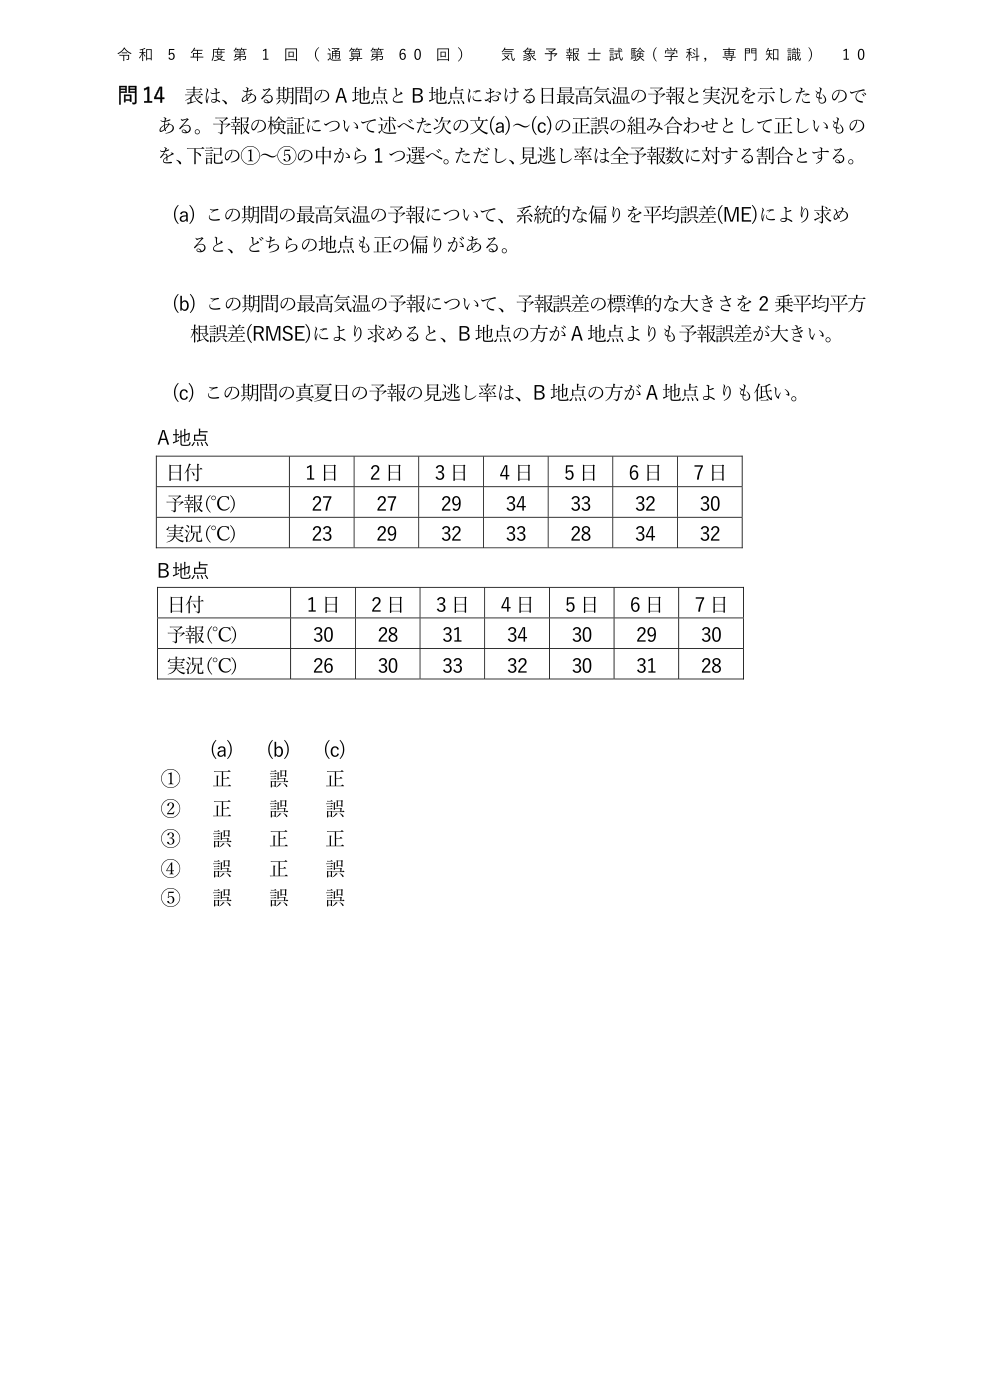 令和 5 年度第 1 回（通算第 60 回） 気象予報士試験(学科, 専門知識) 10
問14 表は、ある期間の A 地点と B 地点における日最高気温の予報と実況を示したもので
ある。予報の検証について述べた次の文(a)～(c)の正誤の組み合わせとして正しいもの
を、下記の①～⑤の中から 1 つ選べ。ただし、見逃し率は全予報数に対する割合とする。
(a) この期間の最高気温の予報について、系統的な偏りを平均誤差(ME)により求め
ると、どちらの地点も正の偏りがある。
(b) この期間の最高気温の予報について、予報誤差の標準的な大きさを 2 乗平均平方
根誤差(RMSE)により求めると、B 地点の方が A 地点よりも予報誤差が大きい。
(c) この期間の真夏日の予報の見逃し率は、B 地点の方が A 地点よりも低い。
A 地点
日付 1 日 2 日 3 日 4 日 5 日 6 日 7 日
予報(℃) 27 27 29 34 33 32 30
実況(℃) 23 29 32 33 28 34 32
B 地点
日付 1 日 2 日 3 日 4 日 5 日 6 日 7 日
予報(℃) 30 28 31 34 30 29 30
実況(℃) 26 30 33 32 30 31 28
(a) (b) (c)
① 正 誤 正
② 正 誤 誤
③ 誤 正 正
④ 誤 正 誤
⑤ 誤 誤 誤